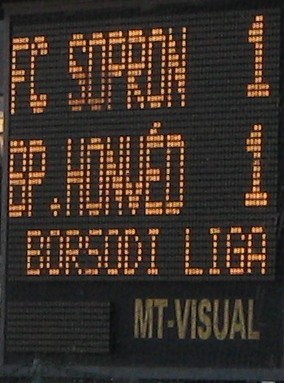 FC SOPRON 1
BP.HONVÉD 1
BORSODI LIGA
MT-VISUAL